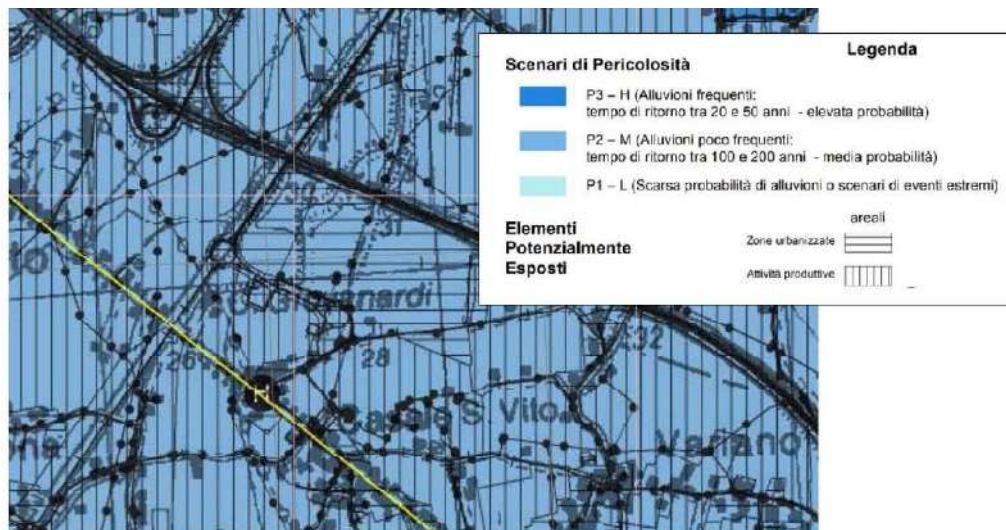 Legenda
Scenari di Pericolosità
P3 – H (Alluvioni frequenti:
tempo di ritorno tra 20 e 50 anni - elevata probabilità)
P2 – M (Alluvioni poco frequenti:
tempo di ritorno tra 100 e 200 anni - media probabilità)
P1 – L (Scarsa probabilità di alluvioni o scenari di eventi estremi)
Elementi
Potenzialmente
Esposti
areali
Zone urbanizzate
Attività produttive
31
32
26
28
Casale S. Vito
Variano